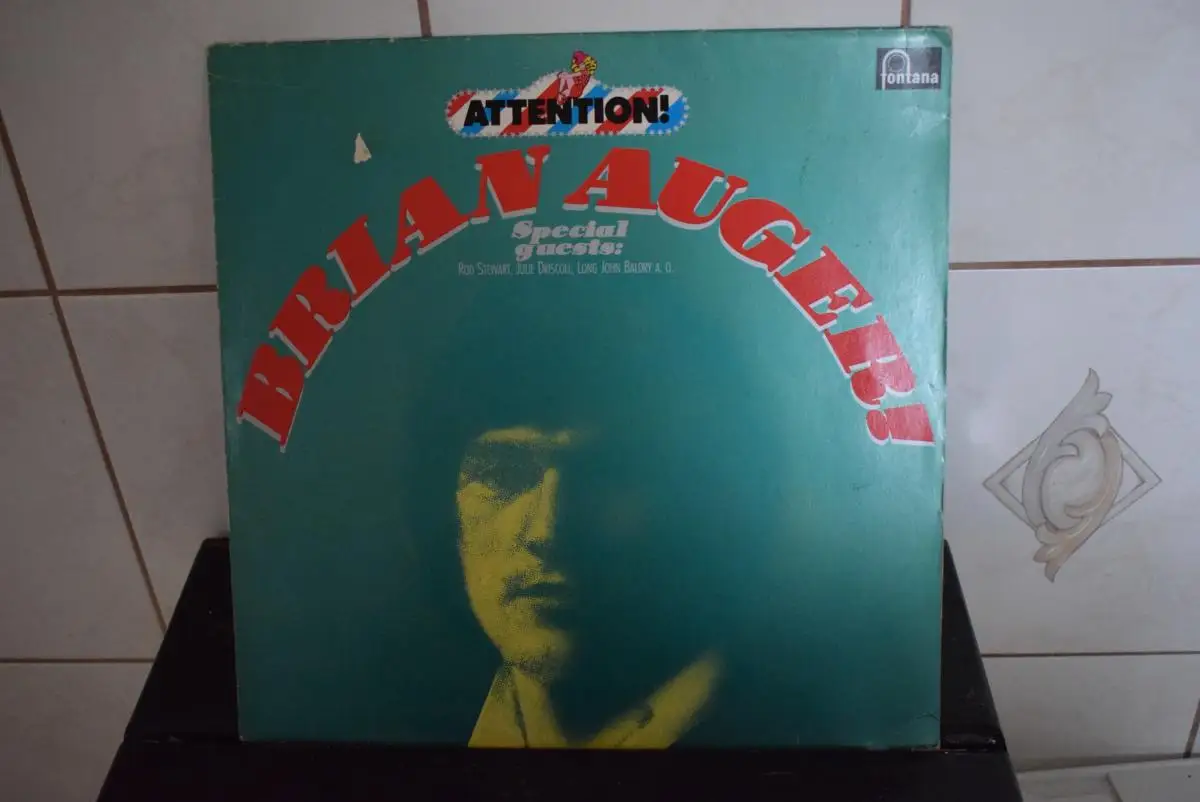 fontana
ATTENTION!
BRIAN AUGER!
Special
guests:
ROD STEWART, JULIE DRISCOLL, LONG JOHN BALDRY A. O.